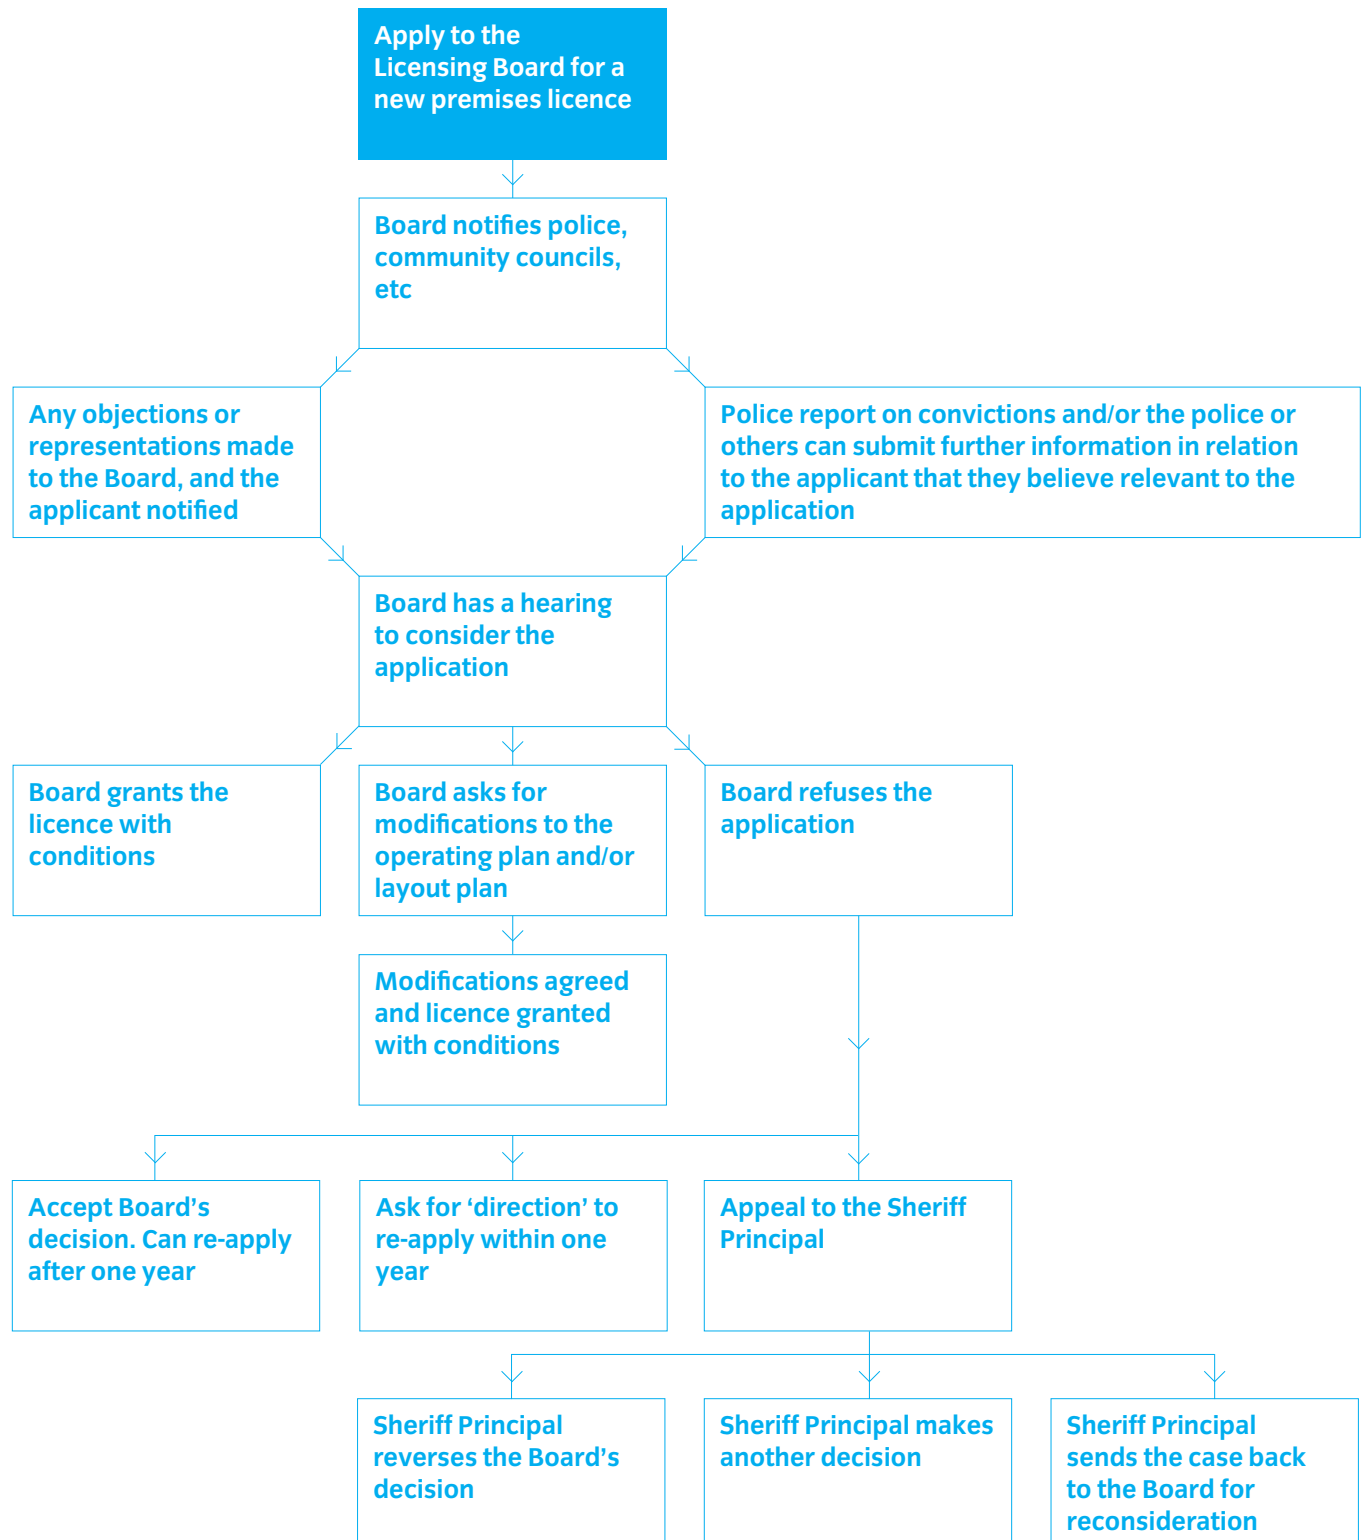 Apply to the
Licensing Board for a
new premises licence
Board notifies police,
community councils,
etc
Any objections or
representations made
to the Board, and the
applicant notified
Police report on convictions and/or the police or
others can submit further information in relation
to the applicant that they believe relevant to the
application
Board has a hearing
to consider the
application
Board grants the
licence with
conditions
Board asks for
modifications to the
operating plan and/or
layout plan
Board refuses the
application
Modifications agreed
and licence granted
with conditions
Accept Board’s
decision. Can re-apply
after one year
Ask for ‘direction’ to
re-apply within one
year
Appeal to the Sheriff
Principal
Sheriff Principal
reverses the Board’s
decision
Sheriff Principal makes
another decision
Sheriff Principal
sends the case back
to the Board for
reconsideration